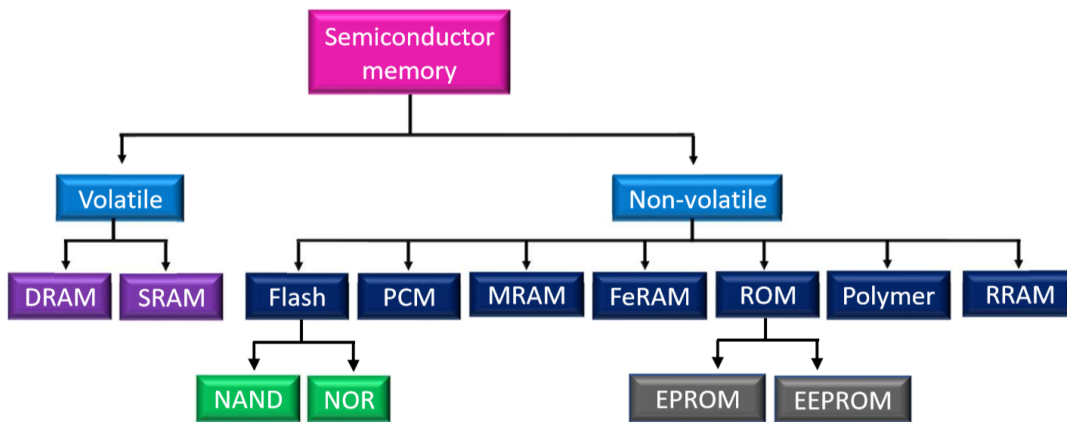 Semiconductor
memory
Volatile
Non-volatile
DRAM
SRAM
Flash
PCM
MRAM
FeRAM
ROM
Polymer
RRAM
NAND
NOR
EPROM
EEPROM